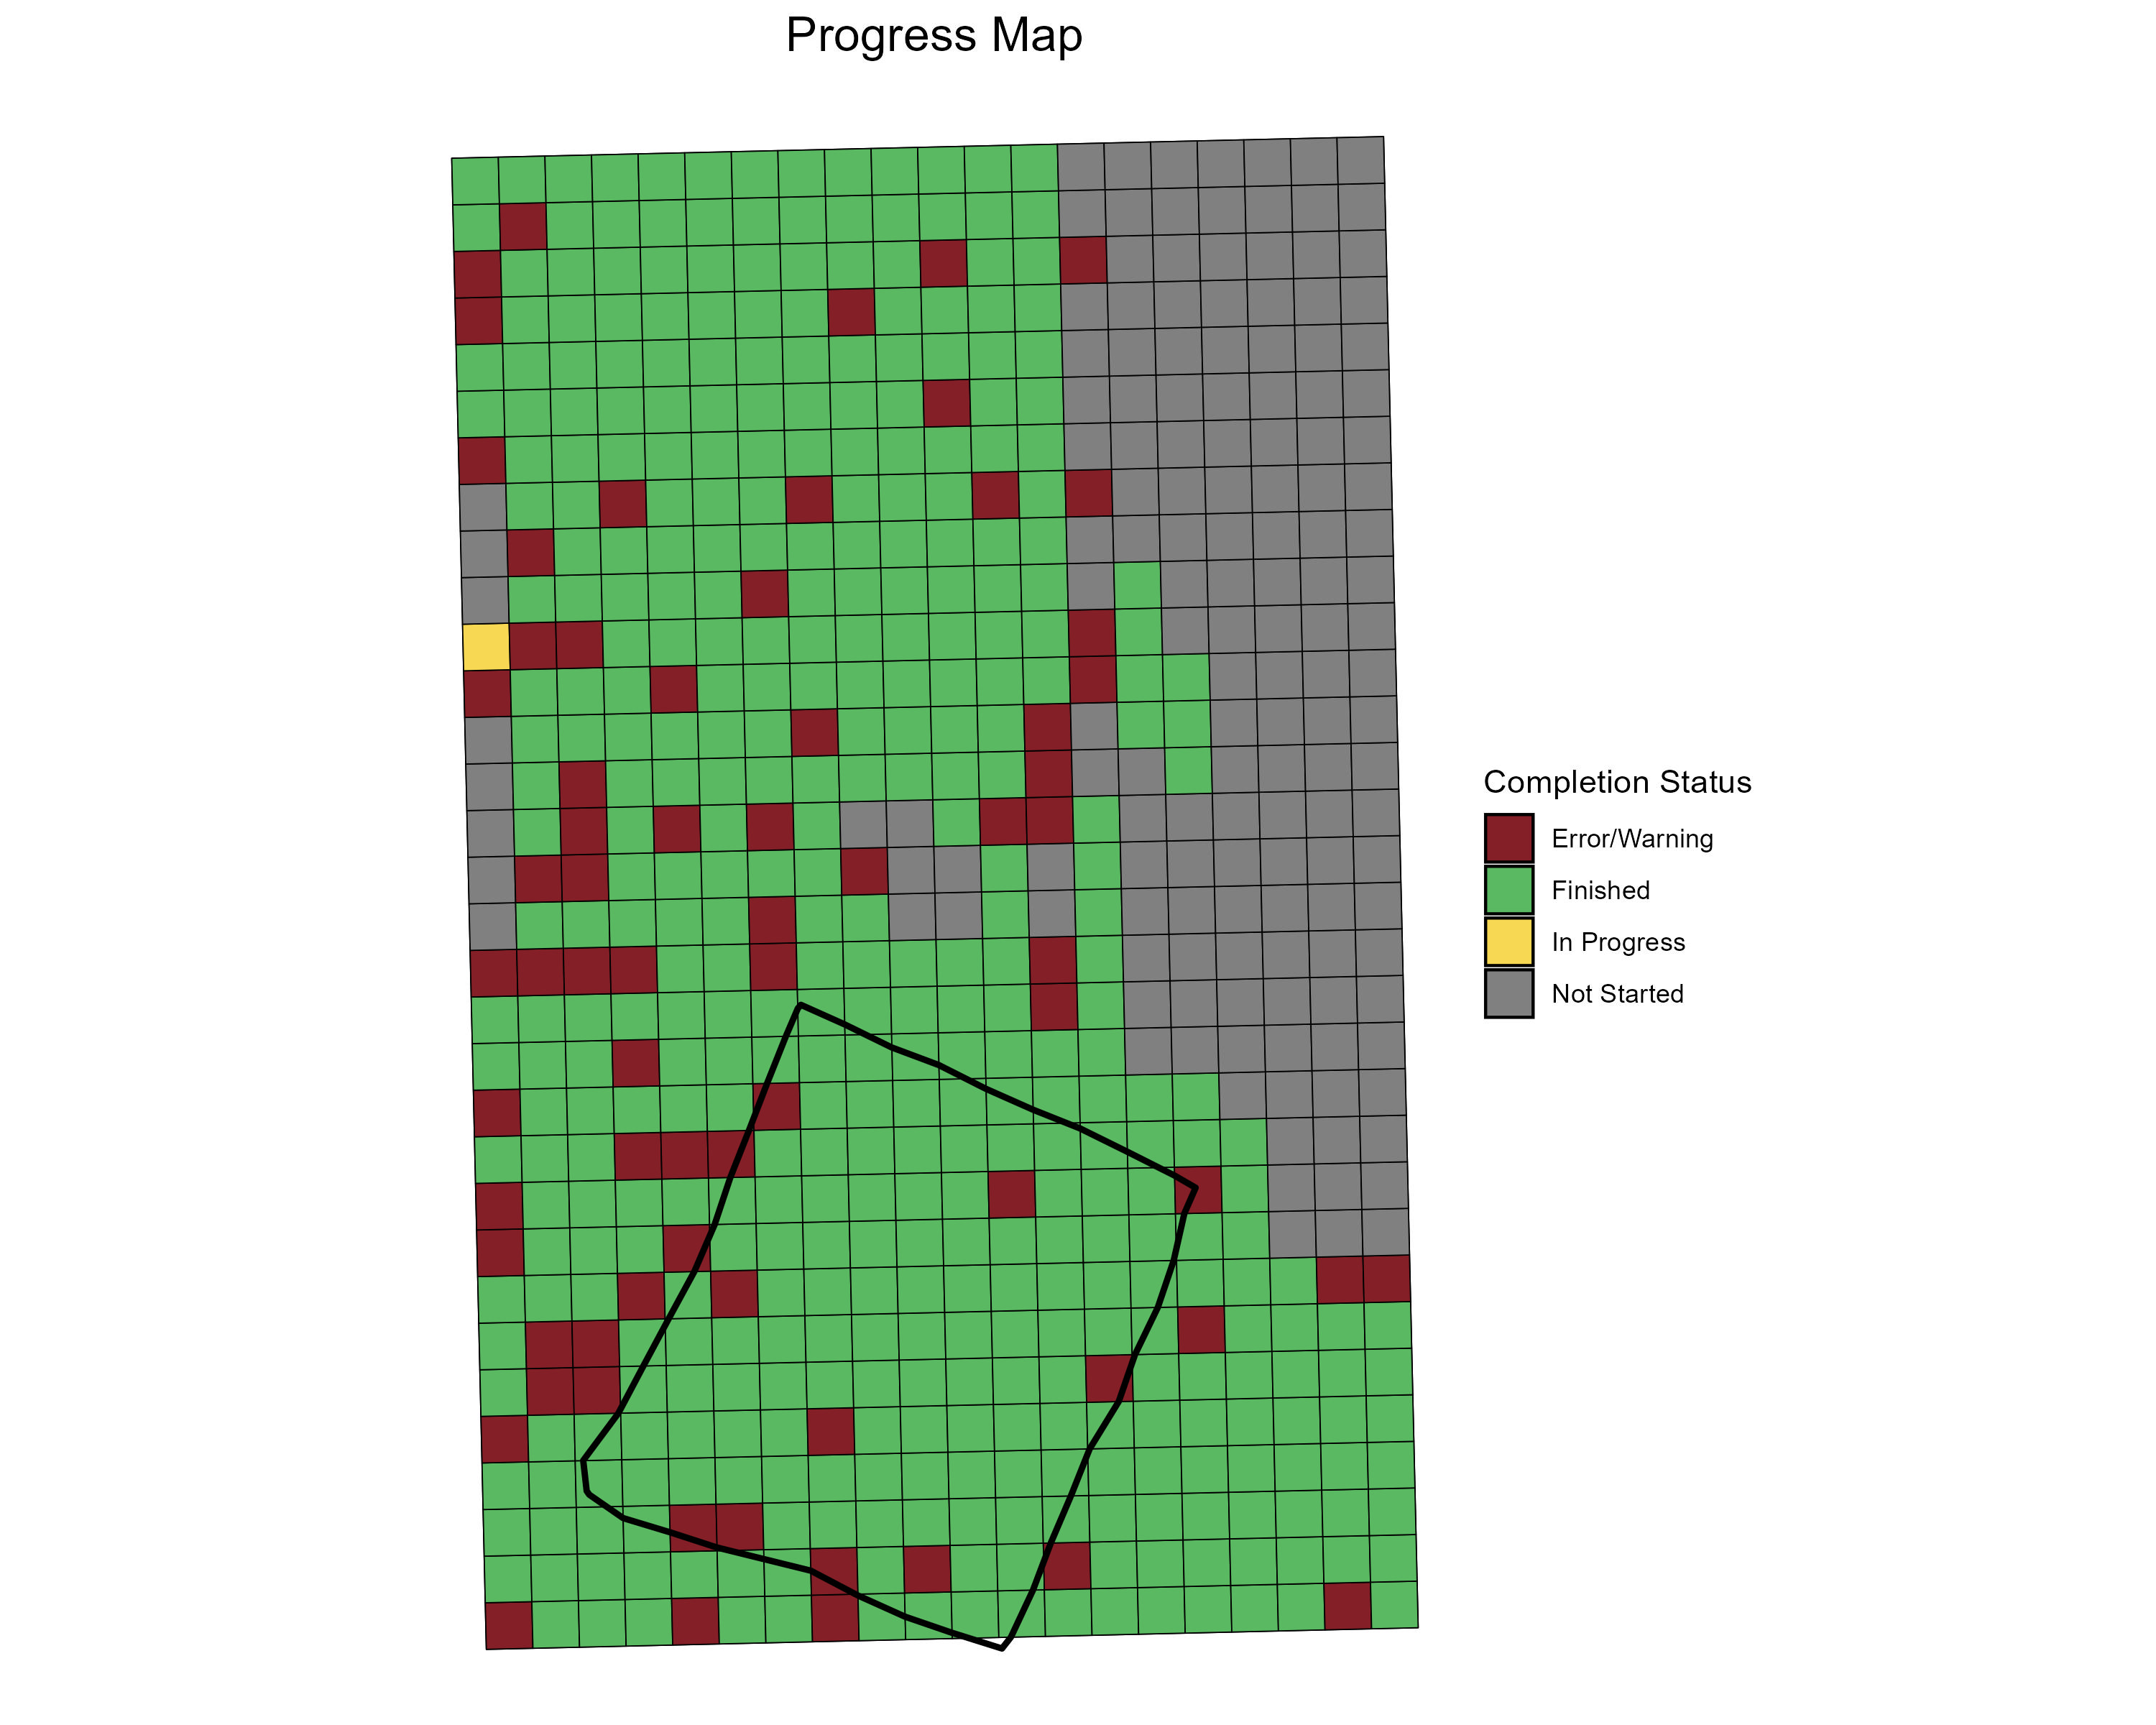 Progress Map
Completion Status
Error/Warning
Finished
In Progress
Not Started